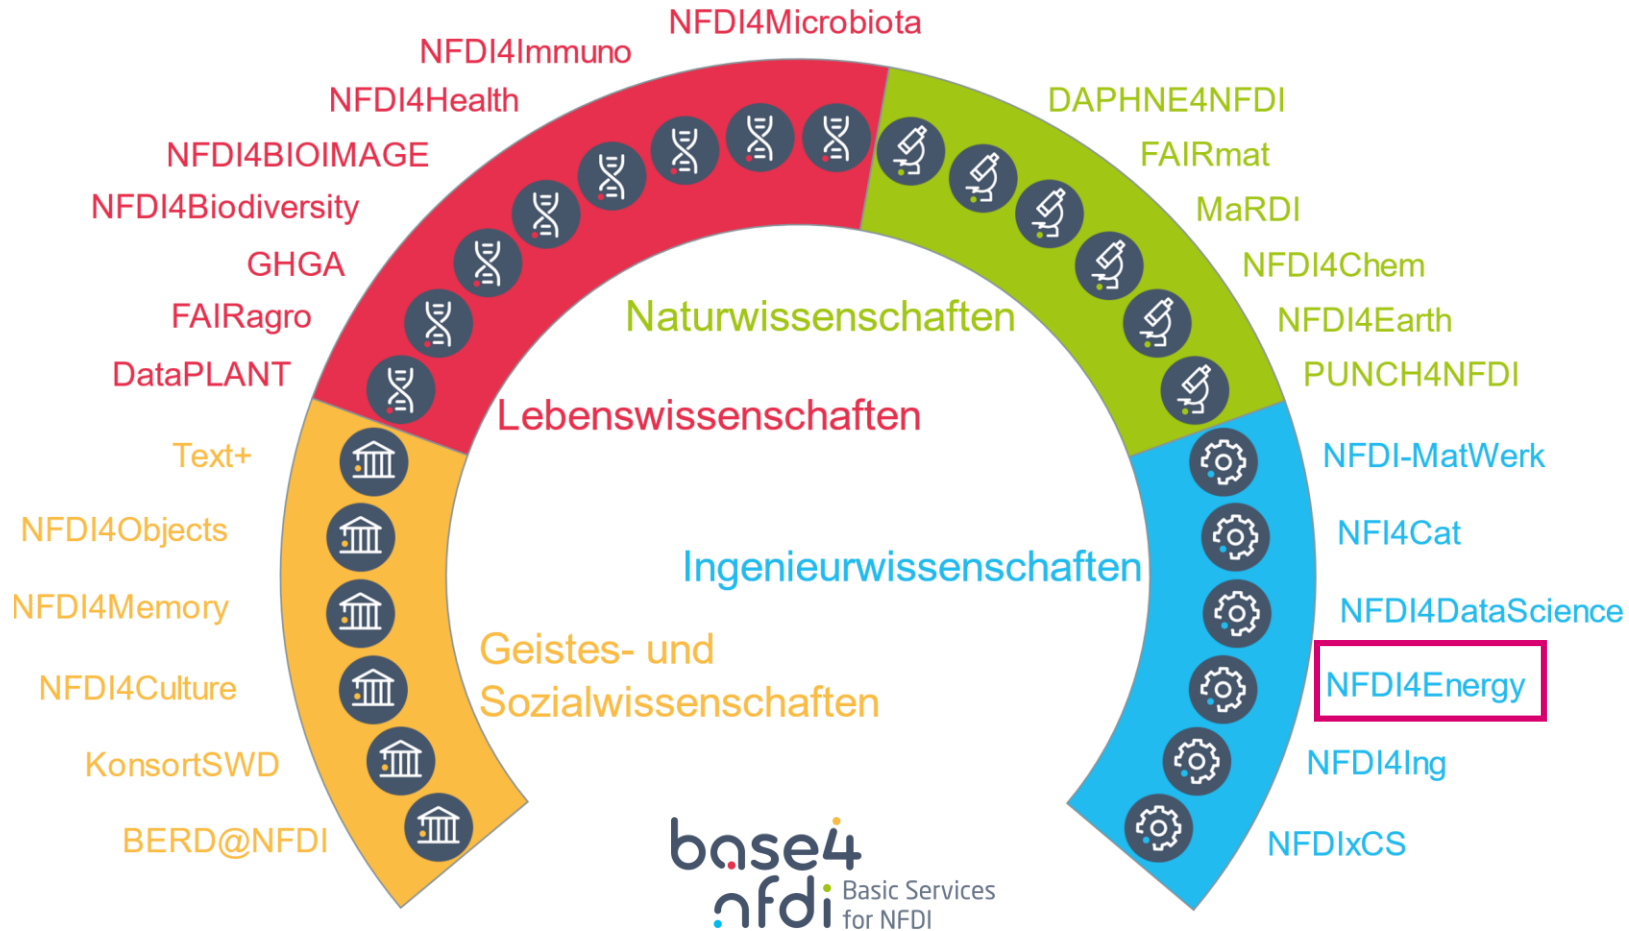 NFDI4Microbiota
NFDI4Immuno
NFDI4Health
NFDI4BIOIMAGE
NFDI4Biodiversity
GHGA
FAIRagro
DataPLANT
Text+
NFDI4Objects
NFDI4Memory
NFDI4Culture
KonsortSWD
BERD@NFDI
DAPHNE4NFDI
FAIRmat
MaRDI
NFDI4Chem
NFDI4Earth
PUNCH4NFDI
NFDI-MatWerk
NFI4Cat
NFDI4DataScience
NFDI4Energy
NFDI4Ing
NFDIxCS
Naturwissenschaften
Lebenswissenschaften
Ingenieurwissenschaften
Geistes- und
Sozialwissenschaften
base4
nfdi
Basic Services
for NFDI